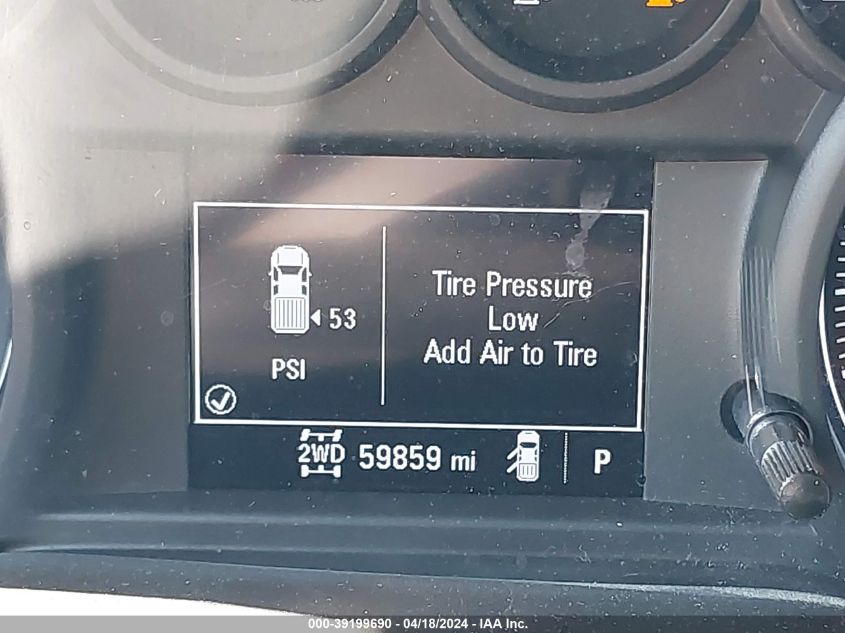 53
PSI
Tire Pressure
Low
Add Air to Tire
2WD 59859 mi P
000-39199690 - 04/18/2024 - IAA Inc.